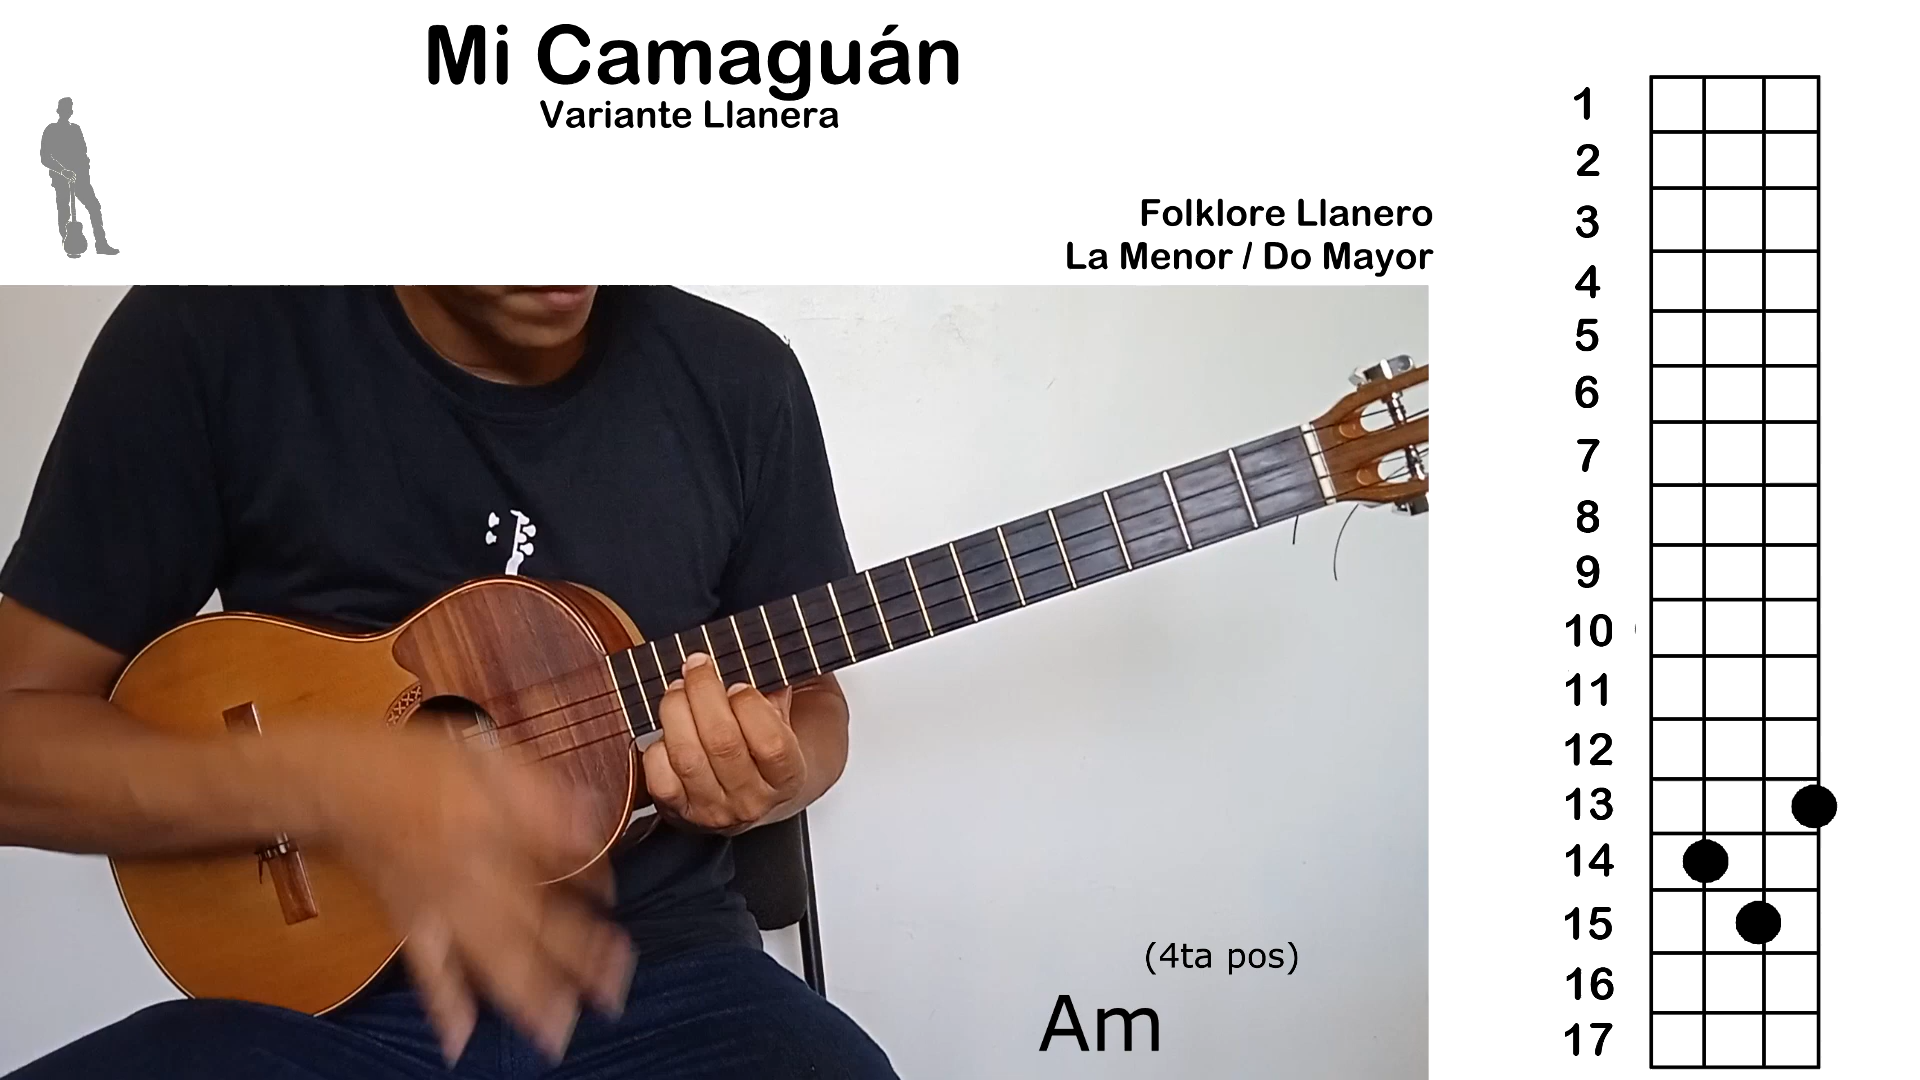 Mi Camaguán
Variante Llanera
Folklore Llanero
La Menor / Do Mayor
(4ta pos)
Am
1
2
3
4
5
6
7
8
9
10
11
12
13
14
15
16
17